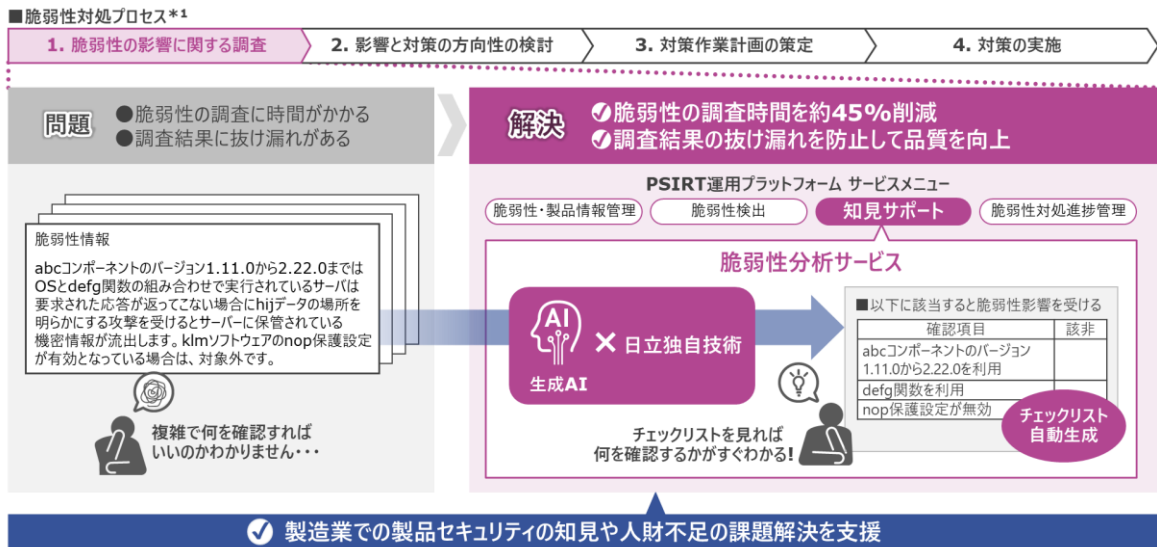 ■脆弱性対処プロセス*1
1. 脆弱性の影響に関する調査
2. 影響と対策の方向性の検討
3. 対策作業計画の策定
4. 対策の実施
問題
●脆弱性の調査に時間がかかる
●調査結果に抜け漏れがある
解決
脆弱性の調査時間を約45%削減
調査結果の抜け漏れを防止して品質を向上
PSIRT運用プラットフォーム サービスメニュー
脆弱性・製品情報管理
脆弱性検出
知見サポート
脆弱性対処進捗管理
脆弱性情報
abcコンポーネントのバージョン1.11.0から2.22.0までは
OSとdefg関数の組み合わせで実行されているサーバは
要求された応答が返ってこない場合にhijデータの場所を
明らかにする攻撃を受けるとサーバーに保管されている
機密情報が流出します。klmソフトウェアのnop保護設定
が有効となっている場合は、対象外です。
複雑で何を確認すれば
いいのかわかりません・・・
脆弱性分析サービス
AI
生成AI
× 日立独自技術
チェックリストを見れば
何を確認するかがすぐわかる!
■以下に該当すると脆弱性影響を受ける
確認項目 該非
abcコンポーネントのバージョン
1.11.0から2.22.0を利用
defg関数を利用
nop保護設定が無効
チェックリスト
自動生成
製造業での製品セキュリティの知見や人財不足の課題解決を支援